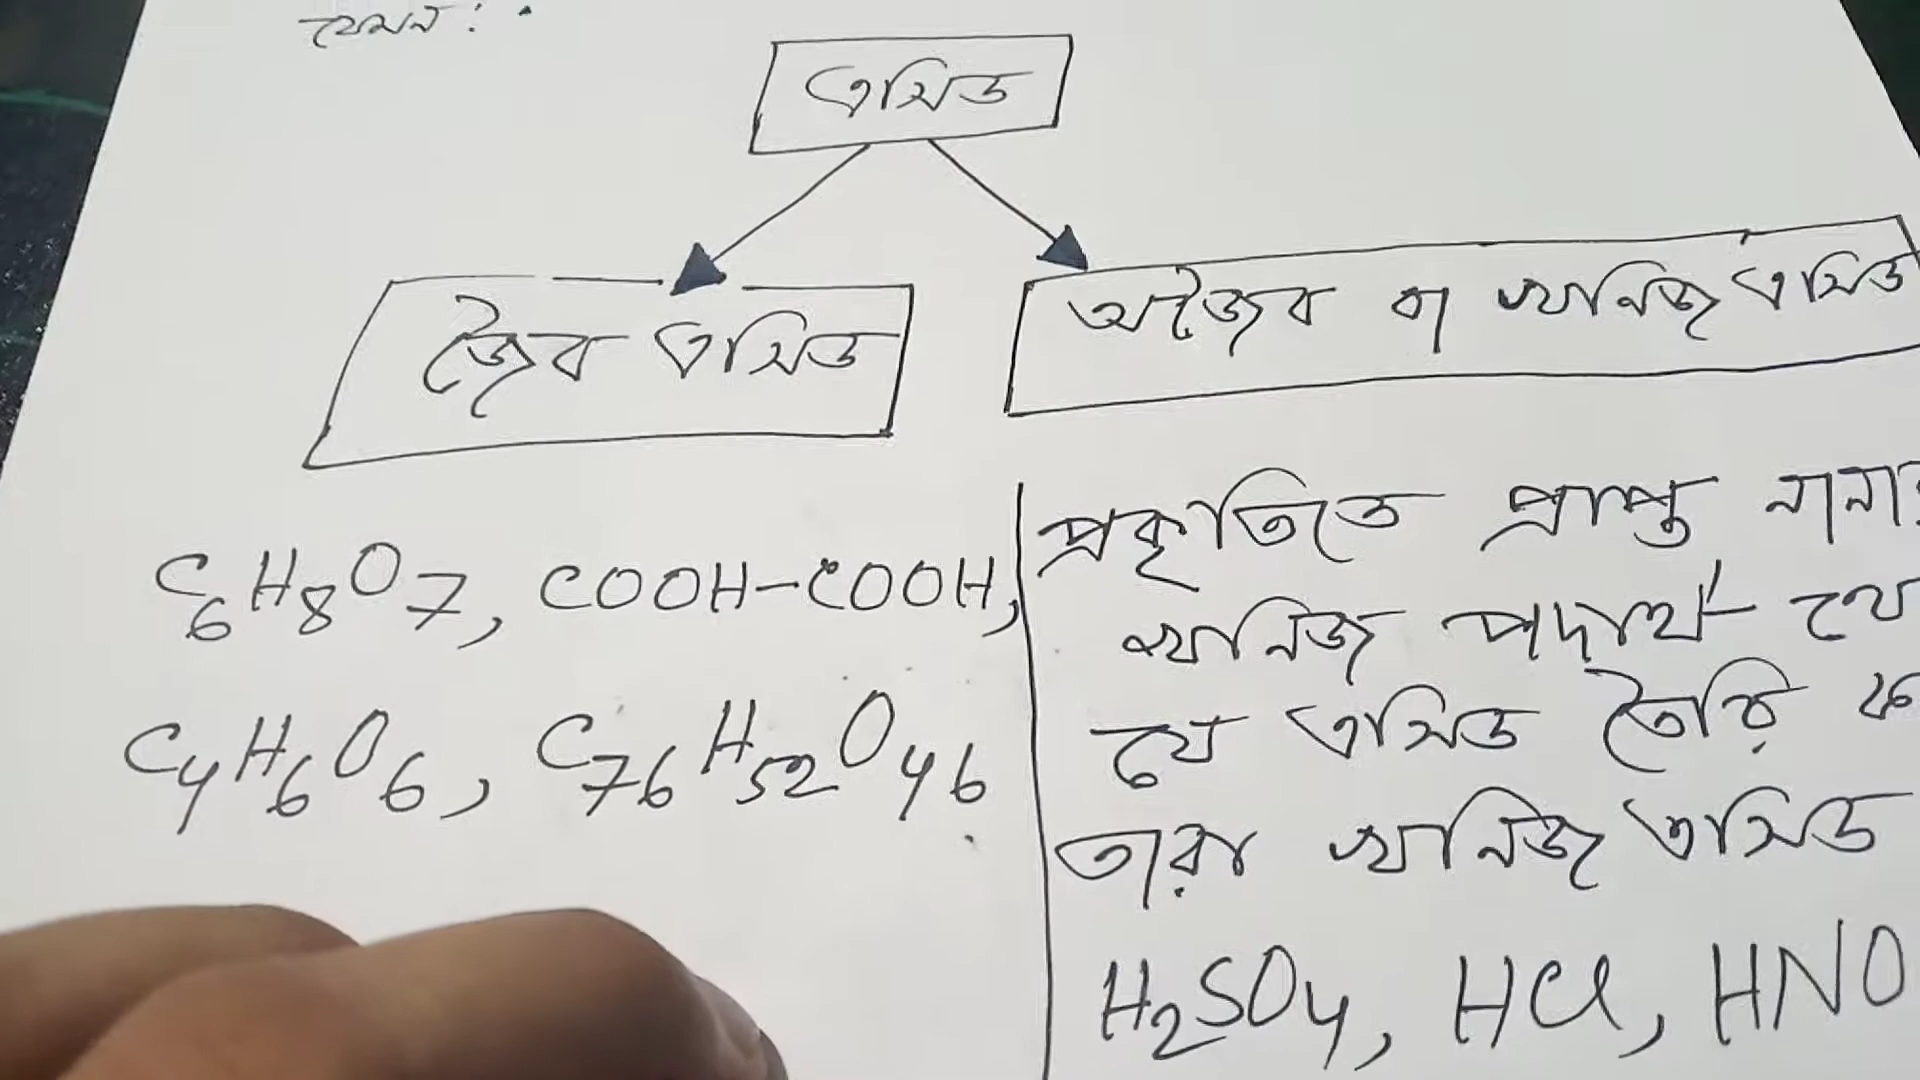 যেমন :
এসিড
জৈব এসিড
অজৈব বা খনিজ এসিড
C6H8O7, COOH-COOH,
C4H6O6, C76H52O46
প্রকৃতিতে প্রাপ্ত নানা
খনিজ পদার্থ থে
যে এসিড তৈরি ক
তারা খনিজ এসিড
H2SO4, HCl, HNO